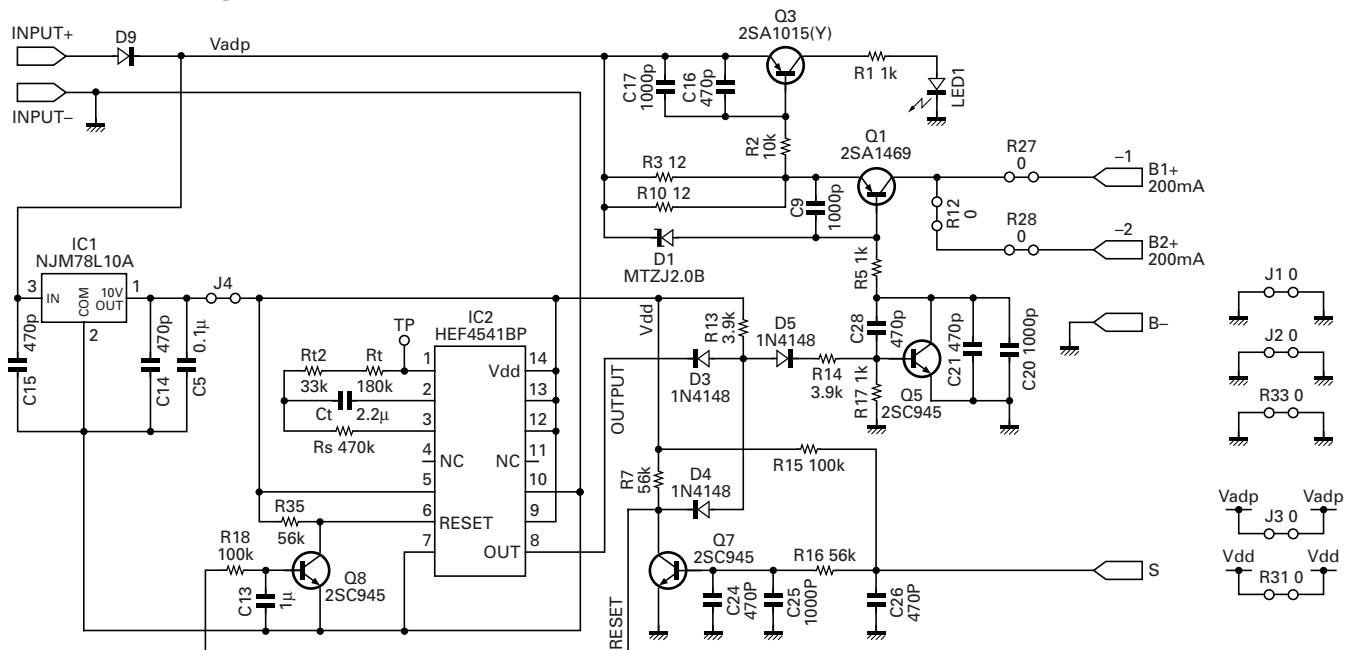 INPUT+
D9
Vadp
INPUT–
Q3
2SA1015(Y)
C17
1000p
C16
470p
R1 1k
LED1
R2
10k
Q1
2SA1469
R3 12
R10 12
C9
1000p
D1
MTZJ2.0B
R27
0
–1
B1+
200mA
R12
0
R28
0
–2
B2+
200mA
R5 1k
IC1
NJM78L10A
3
IN
COM
10V
OUT
1
2
J4
470p
C15
470p
C14
0.1µ
C5
IC2
HEF4541BP
TP
Rt2
33k
Rt
180k
Ct
2.2µ
Rs 470k
1
2
3
4
NC
5
6
RESET
7
14
Vdd
13
12
11
NC
10
9
8
OUT
Vdd
R13
3.9k
D5
1N4148
D3
1N4148
R14
3.9k
OUTPUT
C28
470p
R17 1k
Q5
2SC945
C21 470p
C20 1000p
B–
J1 0
J2 0
R33 0
R15 100k
R7
56k
D4
1N4148
R35
56k
R18
100k
C13
1µ
Q8
2SC945
Q7
2SC945
R16 56k
C24
470P
C25
1000P
C26
470P
RESET
S
Vadp
Vadp
J3 0
Vdd
Vdd
R31 0